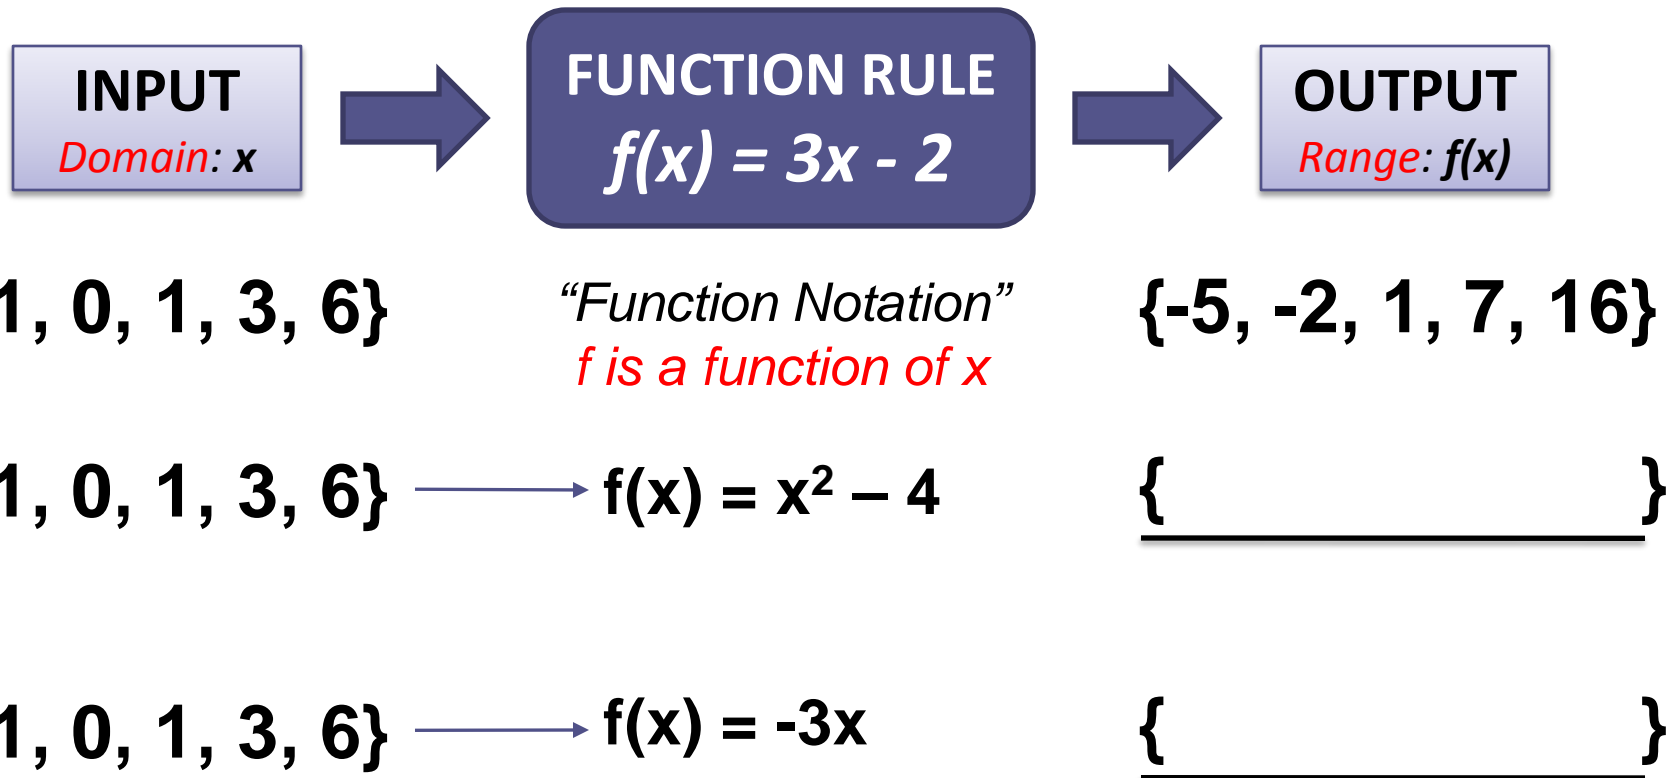 INPUT
Domain: x
FUNCTION RULE
f(x) = 3x - 2
OUTPUT
Range: f(x)
1, 0, 1, 3, 6}
“Function Notation”
f is a function of x
{-5, -2, 1, 7, 16}
1, 0, 1, 3, 6}
f(x) = x² – 4
{ }
1, 0, 1, 3, 6}
f(x) = -3x
{ }